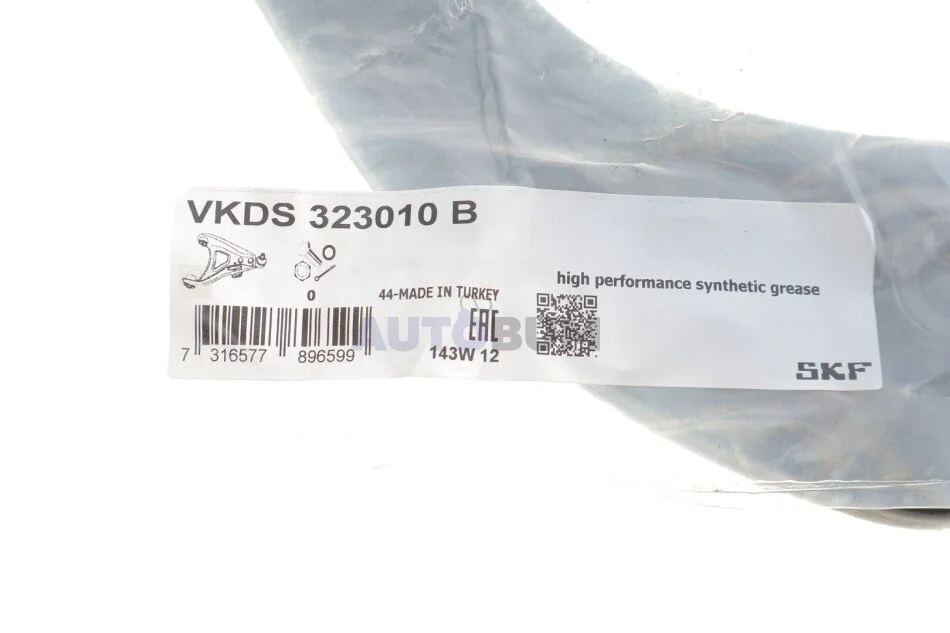 VKDS 323010 B
0
44-MADE IN TURKEY
high performance synthetic grease
EAC
7 316577 896599
143W 12
SKF